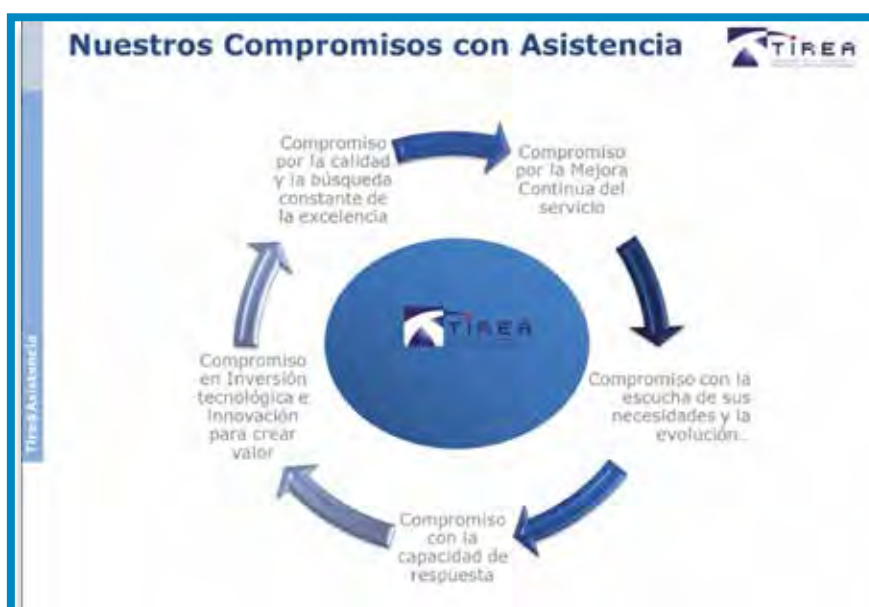 Nuestros Compromisos con Asistencia
TIREA
Compromiso
por la calidad
y la búsqueda
constante de
la excelencia
Compromiso
por la Mejora
Continua del
servicio
Compromiso con la
escucha de sus
necesidades y la
evolución..
Compromiso
con la
capacidad de
respuesta
Compromiso
en Inversión
tecnológica e
Innovación
para crear
valor
TIREA
Tirea Asistencia